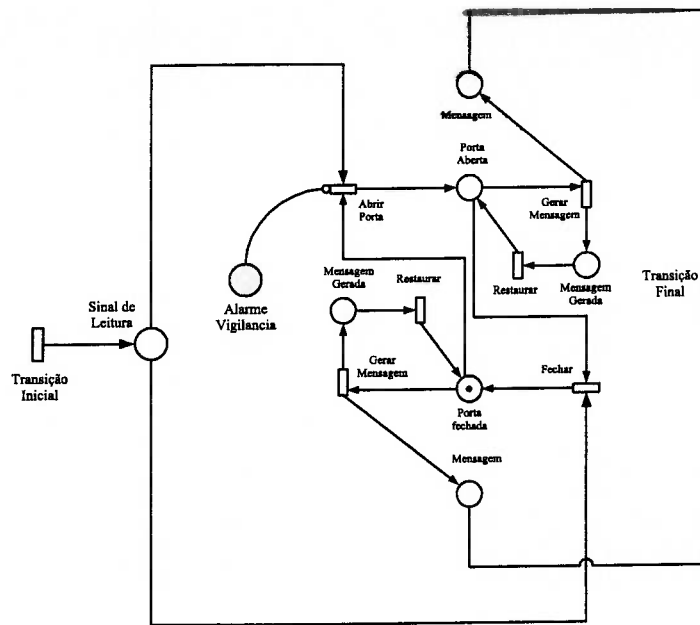 Mensagem
Porta
Aberta
Gerar
Mensagem
Abrir
Porta
Restaurar
Mensagem
Gerada
Transição
Final
Alarme
Vigilancia
Mensagem
Gerada
Restaurar
Sinal de
Leitura
Transição
Inicial
Gerar
Mensagem
Porta
fechada
Fechar
Mensagem